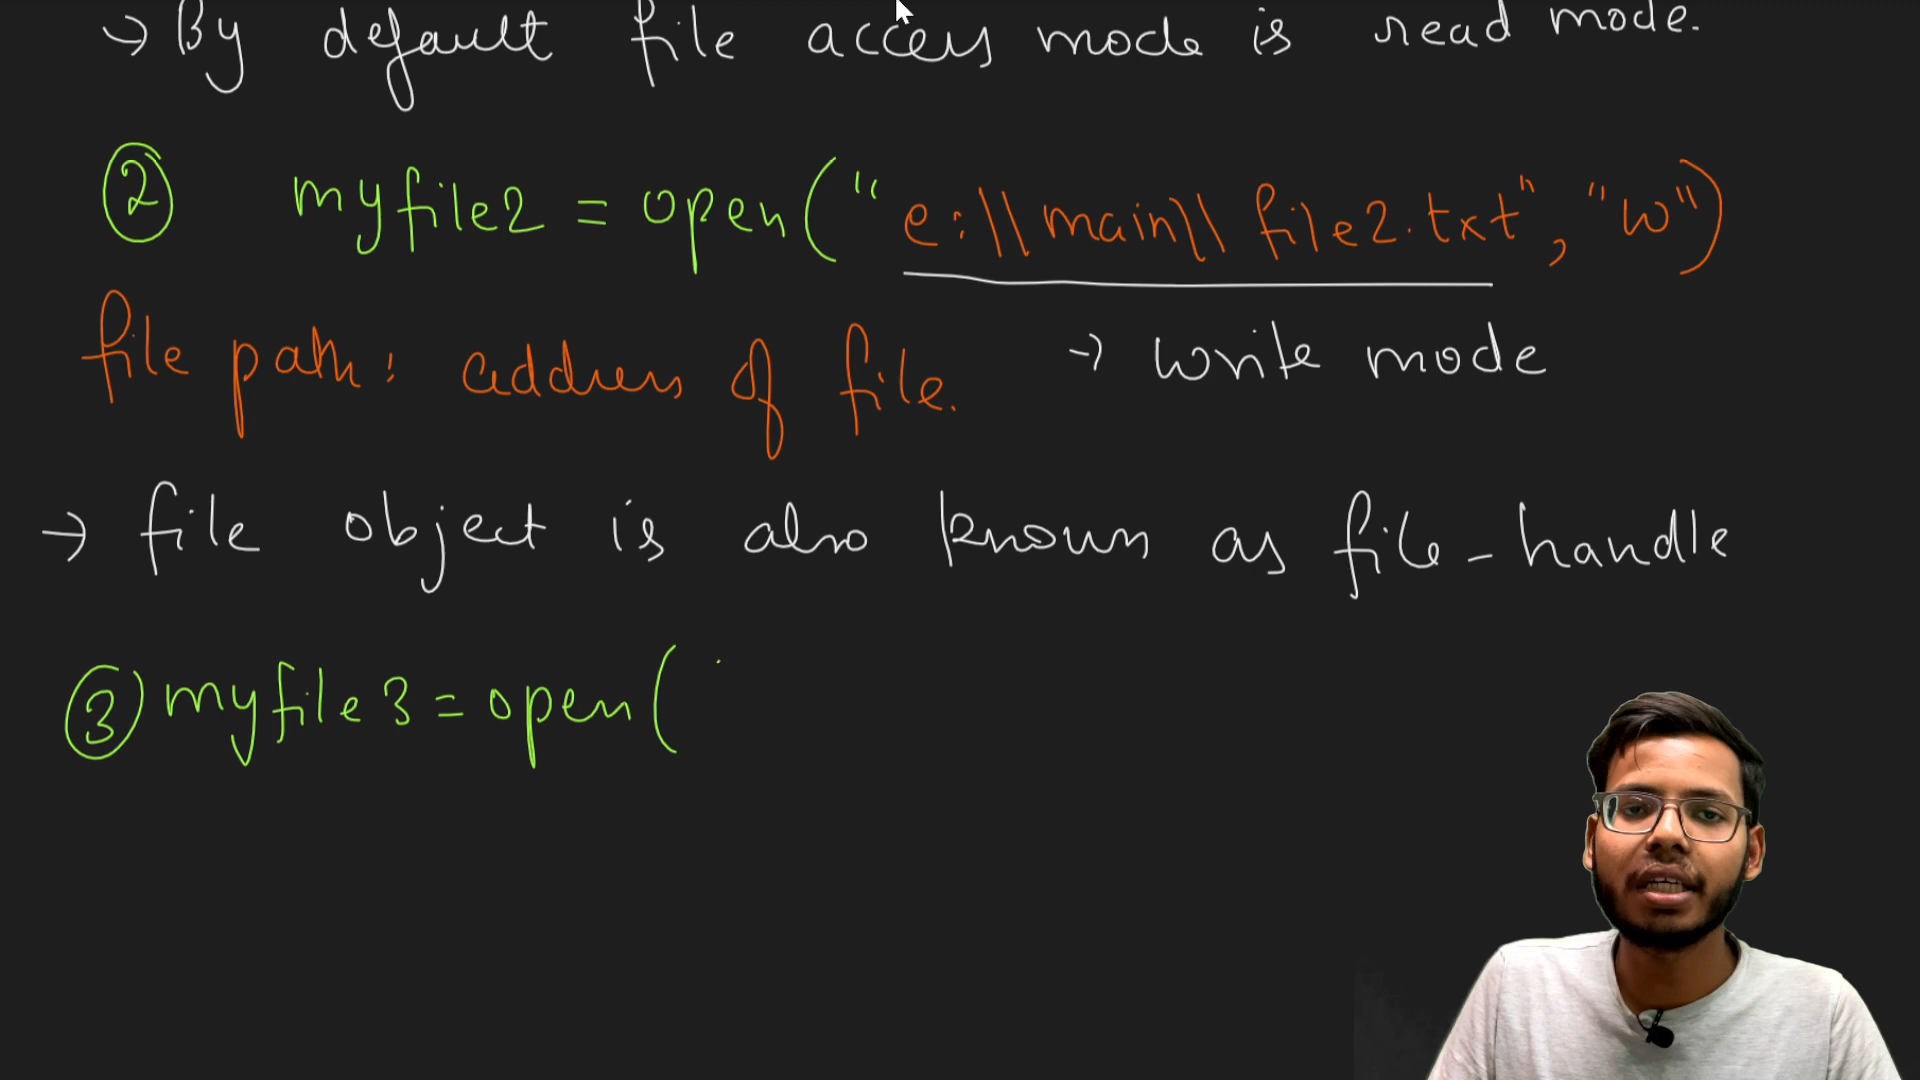 → By default file access mode is read mode.
② myfile2 = open("e:\\main\\file2.txt", "w")
file path: address of file. → write mode
→ file object is also known as file-handle
③ myfile3 = open(